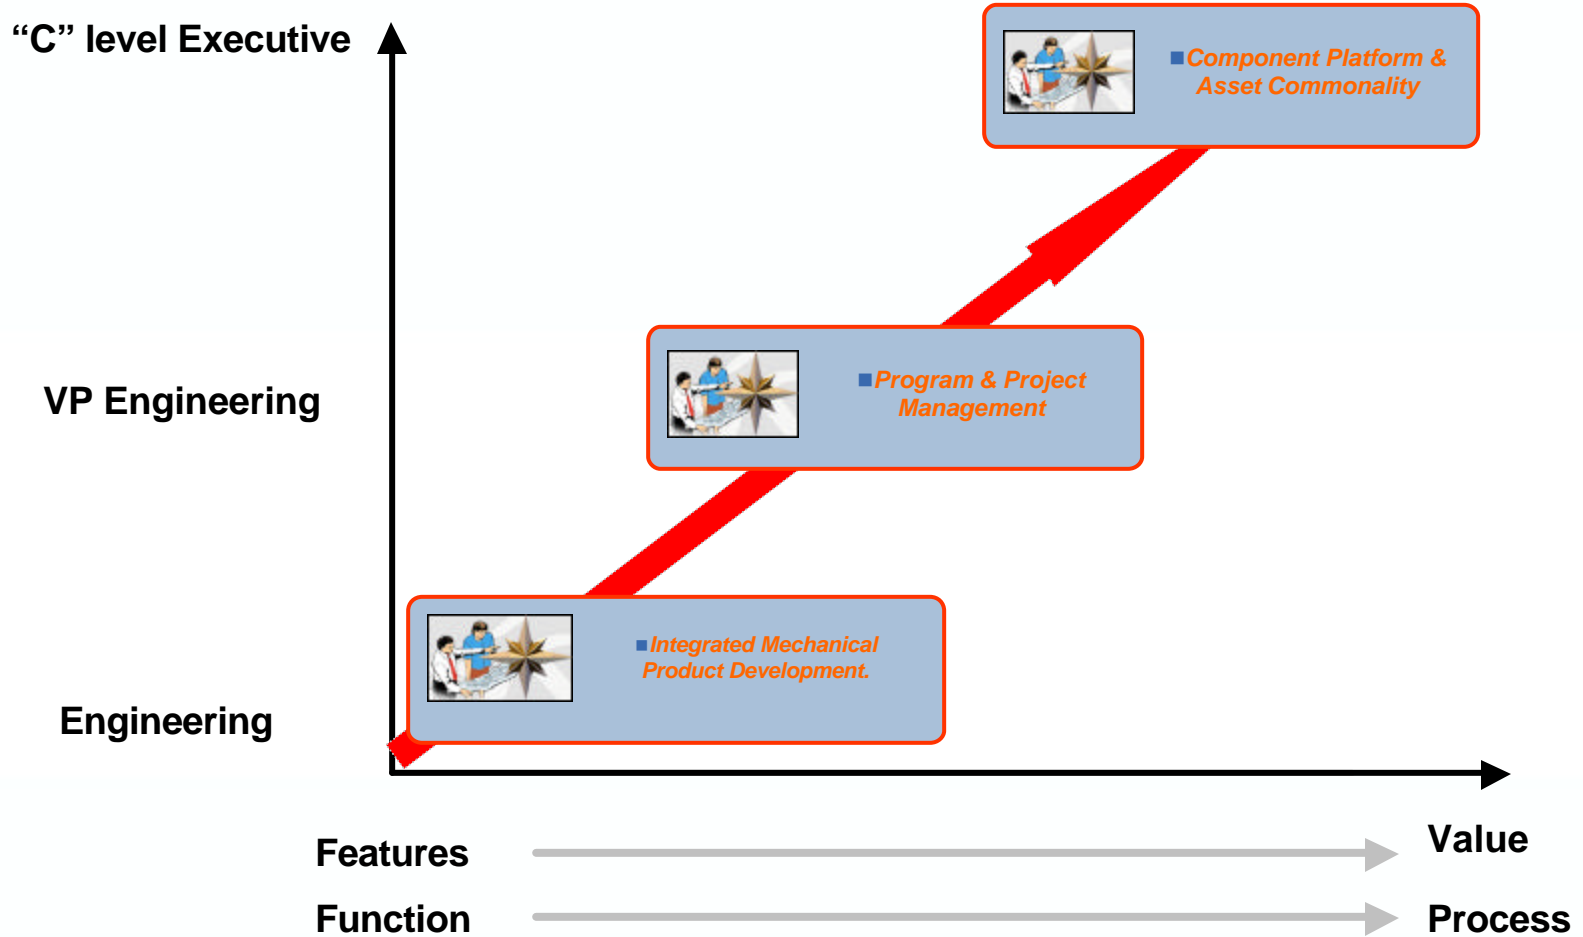 “C” level Executive
Component Platform &
Asset Commonality
VP Engineering
Program & Project
Management
Integrated Mechanical
Product Development.
Engineering
Features
Value
Function
Process